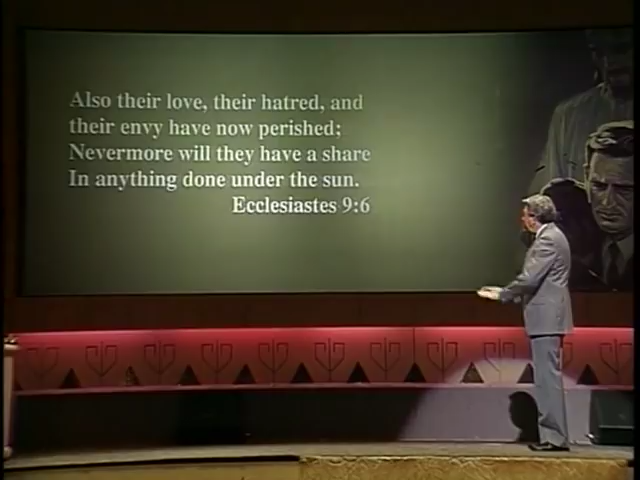 Also their love, their hatred, and
their envy have now perished;
Nevermore will they have a share
In anything done under the sun.
Ecclesiastes 9:6